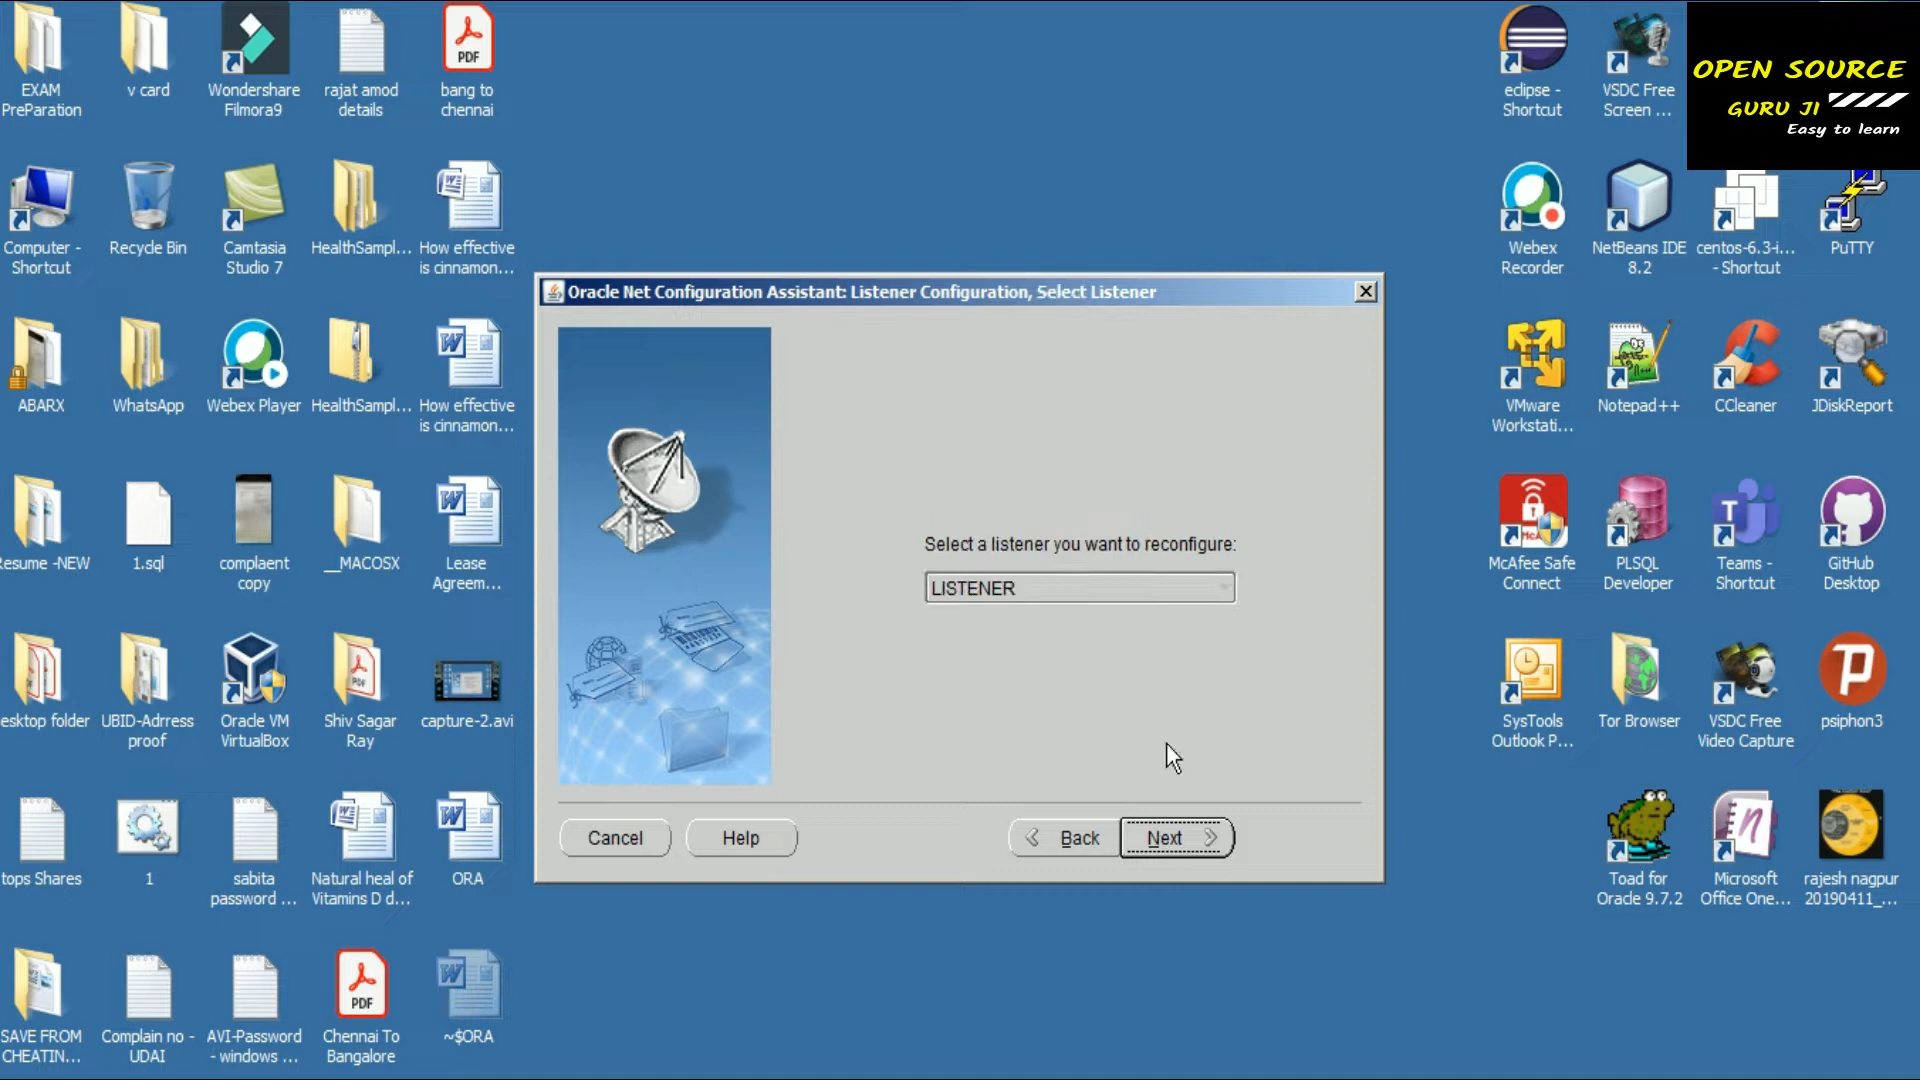 EXAM
PreParation
v card
Wondershare
Filmora9
rajat amod
details
PDF
bang to
chennai
eclipse -
Shortcut
VSDC Free
Screen ...
OPEN SOURCE
GURU JI
Easy to learn
Computer -
Shortcut
Recycle Bin
Camtasia
Studio 7
HealthSampl...
How effective
is cinnamon...
Webex
Recorder
NetBeans IDE
8.2
centos-6.3-i...
- Shortcut
PuTTY
Oracle Net Configuration Assistant: Listener Configuration, Select Listener
ABARX
WhatsApp
Webex Player
HealthSampl...
How effective
is cinnamon...
VMware
Workstati...
Notepad++
CCleaner
JDiskReport
Resume -NEW
1.sql
complaent
copy
__MACOSX
Lease
Agreem...
Select a listener you want to reconfigure:
LISTENER
McAfee Safe
Connect
PLSQL
Developer
Teams -
Shortcut
GitHub
Desktop
esktop folder
UBID-Adrress
proof
Oracle VM
VirtualBox
Shiv Sagar
Ray
capture-2.avi
SysTools
Outlook P...
Tor Browser
VSDC Free
Video Capture
psiphon3
tops Shares
1
sabita
password ...
Natural heal of
Vitamins D d...
ORA
Cancel
Help
Back
Next
Toad for
Oracle 9.7.2
Microsoft
Office One...
rajesh nagpur
20190411_...
SAVE FROM
CHEATIN...
Complain no -
UDAI
AVI-Password
- windows ...
PDF
Chennai To
Bangalore
~$ORA